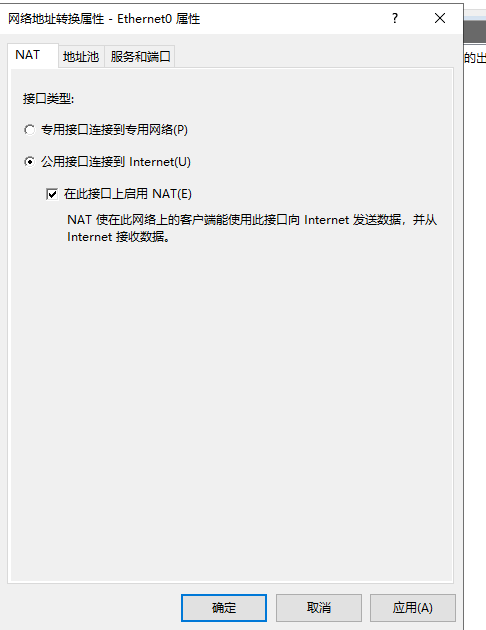 网络地址转换属性 - Ethernet0 属性
?
NAT 地址池 服务和端口
接口类型:
专用接口连接到专用网络(P)
公用接口连接到 Internet(U)
在此接口上启用 NAT(E)
NAT 使在此网络上的客户端能使用此接口向 Internet 发送数据，并从
Internet 接收数据。
确定 取消 应用(A)
的出